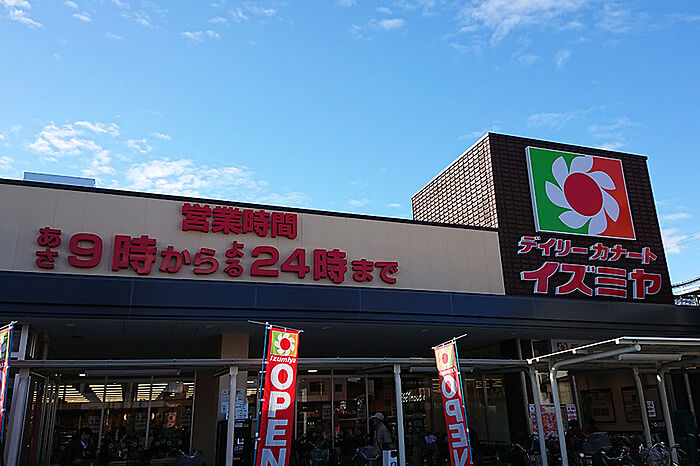 営業時間
あさ9時からよる24時まで
デイリーカナート
イズミヤ
izumiya
OPEN
OPEN